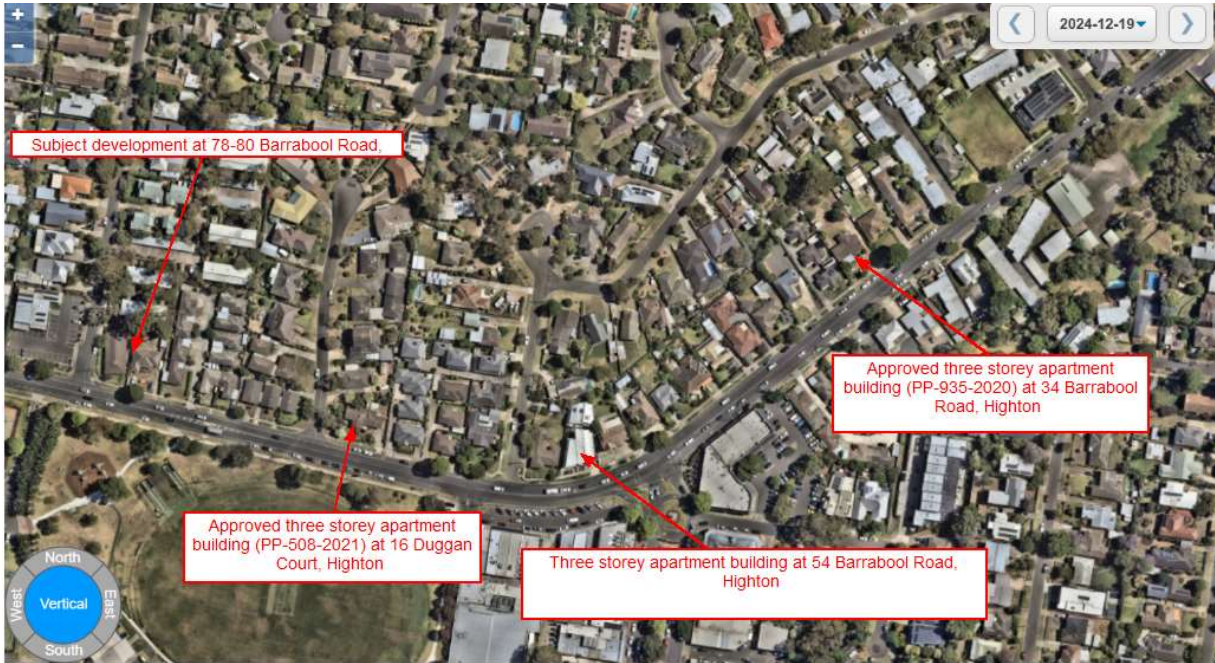 +
−
2024-12-19
Subject development at 78-80 Barrabool Road,
Approved three storey apartment
building (PP-935-2020) at 34 Barrabool
Road, Highton
Approved three storey apartment
building (PP-508-2021) at 16 Duggan
Court, Highton
Three storey apartment building at 54 Barrabool Road,
Highton
North
West
Vertical
East
South